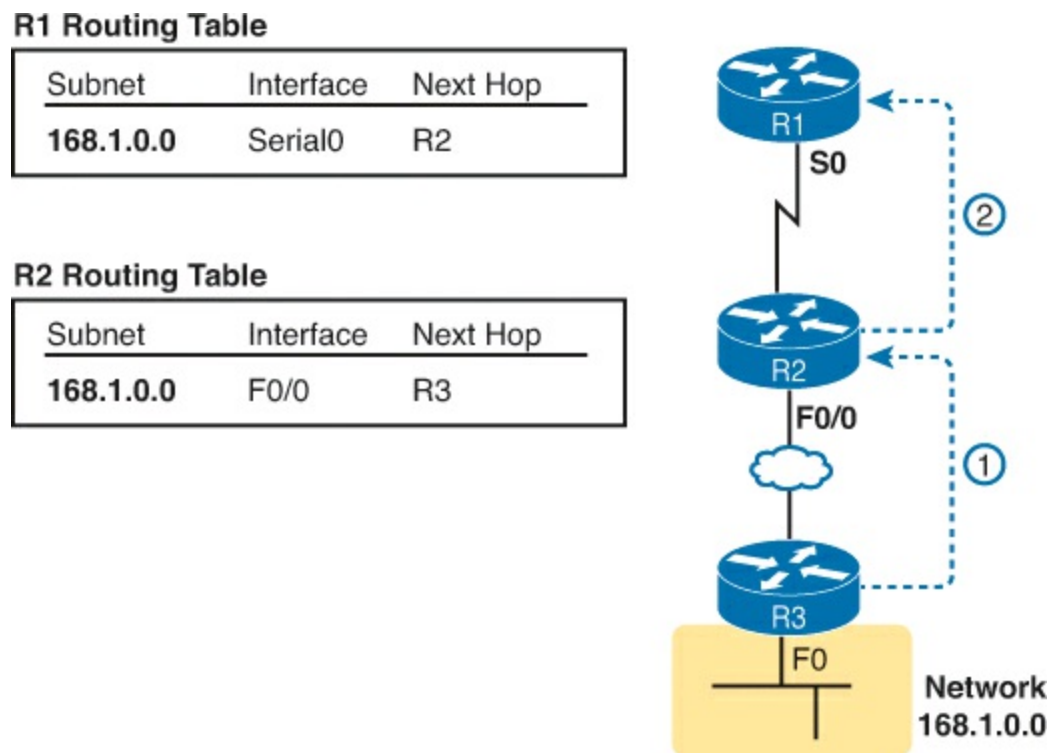 R1 Routing Table
Subnet Interface Next Hop
168.1.0.0 Serial0 R2
R2 Routing Table
Subnet Interface Next Hop
168.1.0.0 F0/0 R3
R1
S0
2
R2
F0/0
1
R3
F0
Network
168.1.0.0